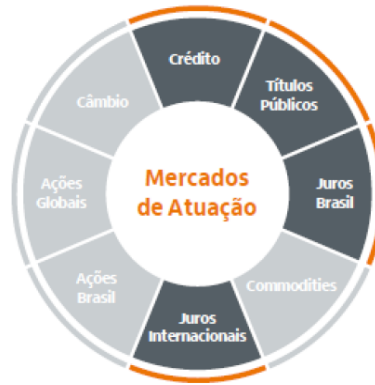 Crédito
Títulos
Públicos
Juros
Brasil
Commodities
Juros
Internacionais
Ações
Brasil
Ações
Globais
Câmbio
Mercados
de Atuação